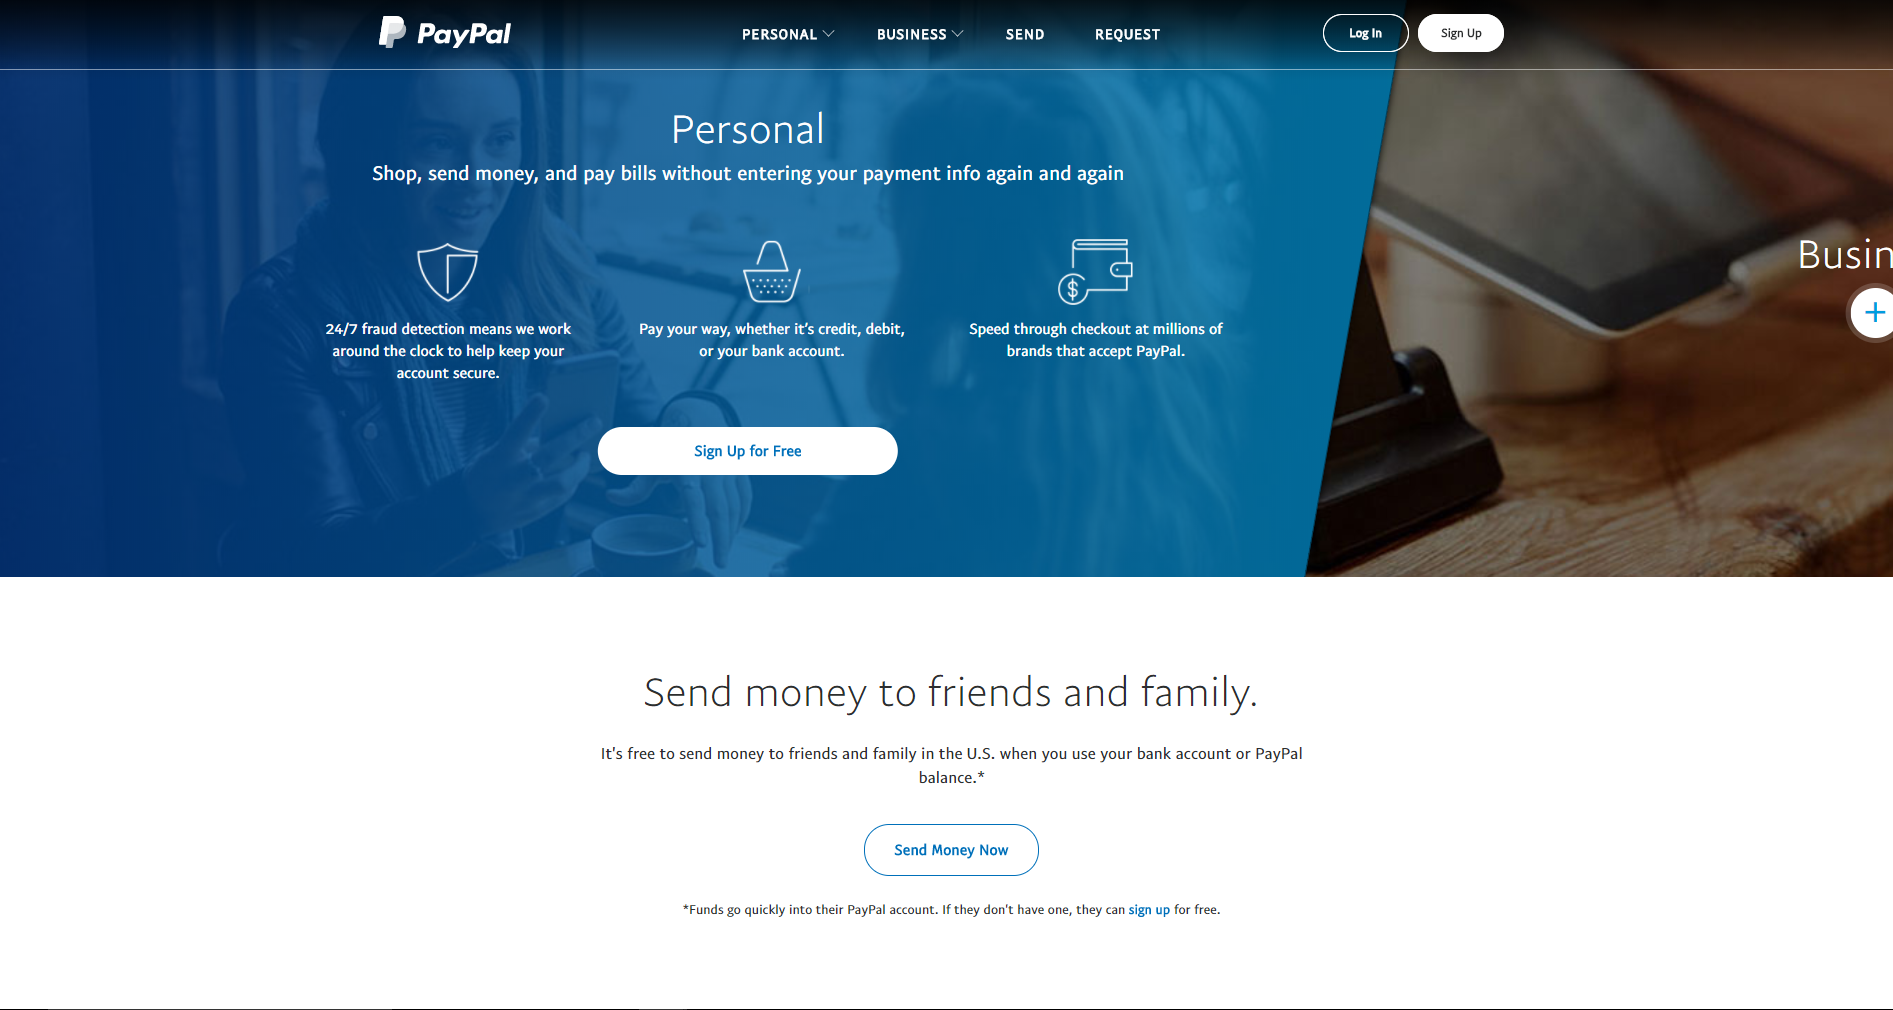 PayPal
PERSONAL
BUSINESS
SEND
REQUEST
Log In
Sign Up
Personal
Shop, send money, and pay bills without entering your payment info again and again
24/7 fraud detection means we work
around the clock to help keep your
account secure.
Pay your way, whether it's credit, debit,
or your bank account.
$
Speed through checkout at millions of
brands that accept PayPal.
Sign Up for Free
Busin
+
Send money to friends and family.
It's free to send money to friends and family in the U.S. when you use your bank account or PayPal
balance.*
Send Money Now
*Funds go quickly into their PayPal account. If they don't have one, they can sign up for free.